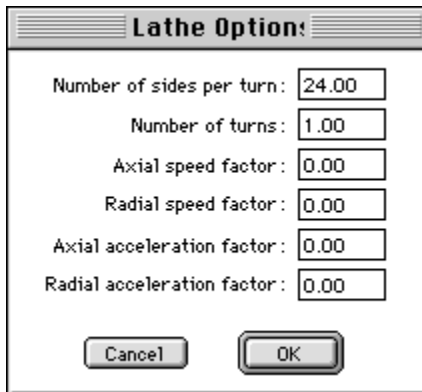 Lathe Options
Number of sides per turn: 24.00
Number of turns: 1.00
Axial speed factor: 0.00
Radial speed factor: 0.00
Axial acceleration factor: 0.00
Radial acceleration factor: 0.00
Cancel OK